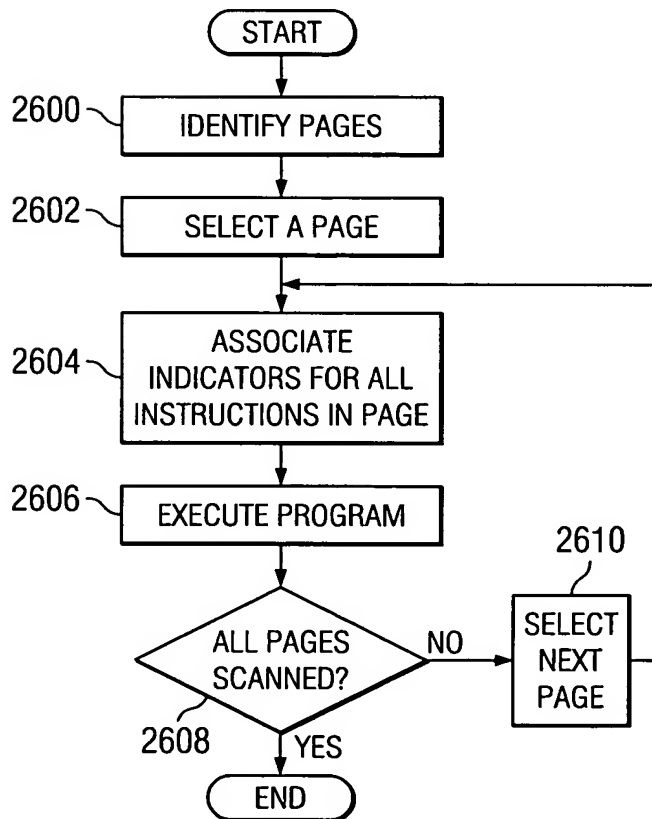 START
2600
IDENTIFY PAGES
2602
SELECT A PAGE
2604
ASSOCIATE
INDICATORS FOR ALL
INSTRUCTIONS IN PAGE
2606
EXECUTE PROGRAM
2608
ALL PAGES
SCANNED?
NO
2610
SELECT
NEXT
PAGE
YES
END